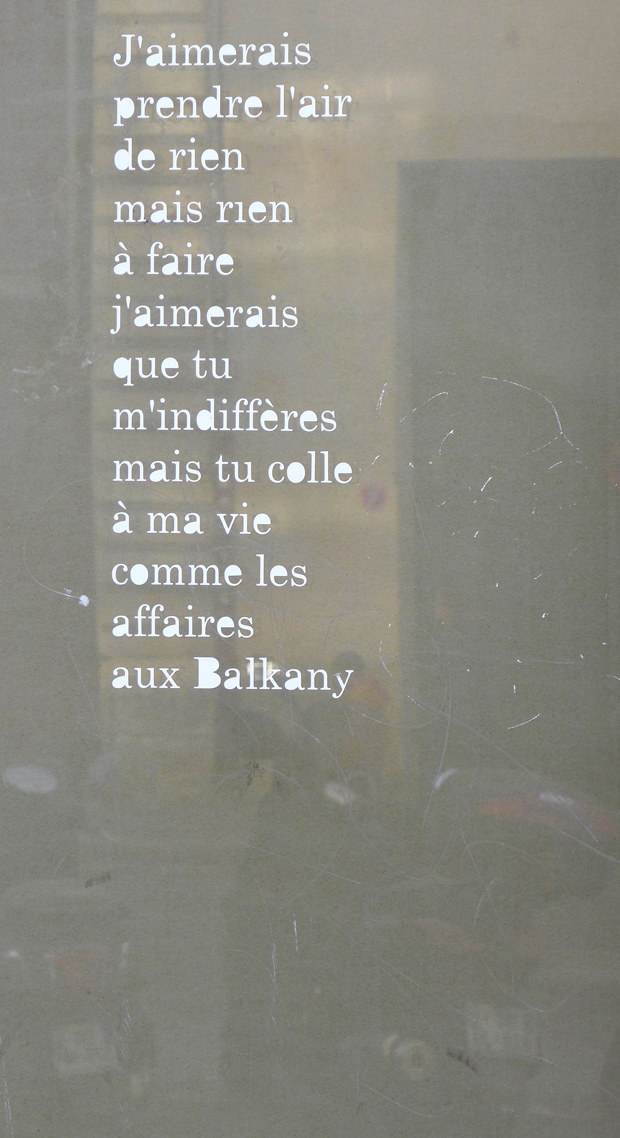 J'aimerais
prendre l'air
de rien
mais rien
à faire
j'aimerais
que tu
m'indiffères
mais tu colle
à ma vie
comme les
affaires
aux Balkany